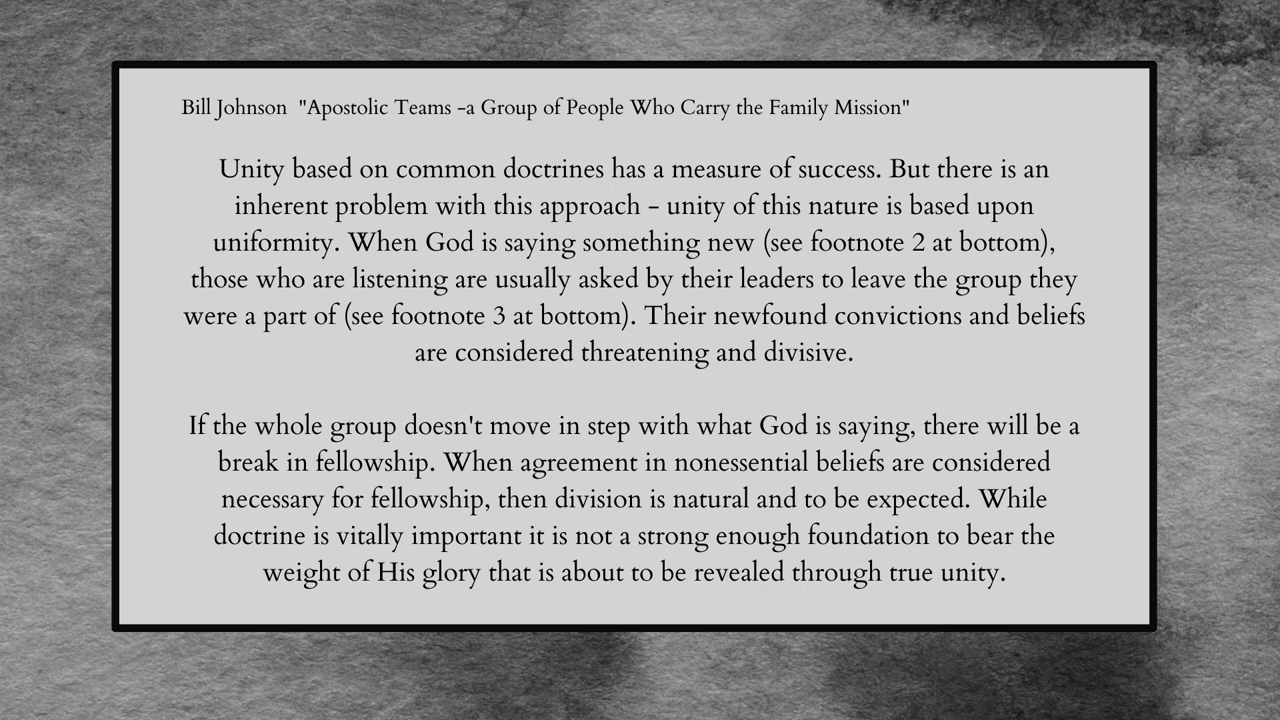 Bill Johnson  "Apostolic Teams -a Group of People Who Carry the Family Mission"
Unity based on common doctrines has a measure of success. But there is an
inherent problem with this approach - unity of this nature is based upon
uniformity. When God is saying something new (see footnote 2 at bottom),
those who are listening are usually asked by their leaders to leave the group they
were a part of (see footnote 3 at bottom). Their newfound convictions and beliefs
are considered threatening and divisive.
If the whole group doesn't move in step with what God is saying, there will be a
break in fellowship. When agreement in nonessential beliefs are considered
necessary for fellowship, then division is natural and to be expected. While
doctrine is vitally important it is not a strong enough foundation to bear the
weight of His glory that is about to be revealed through true unity.